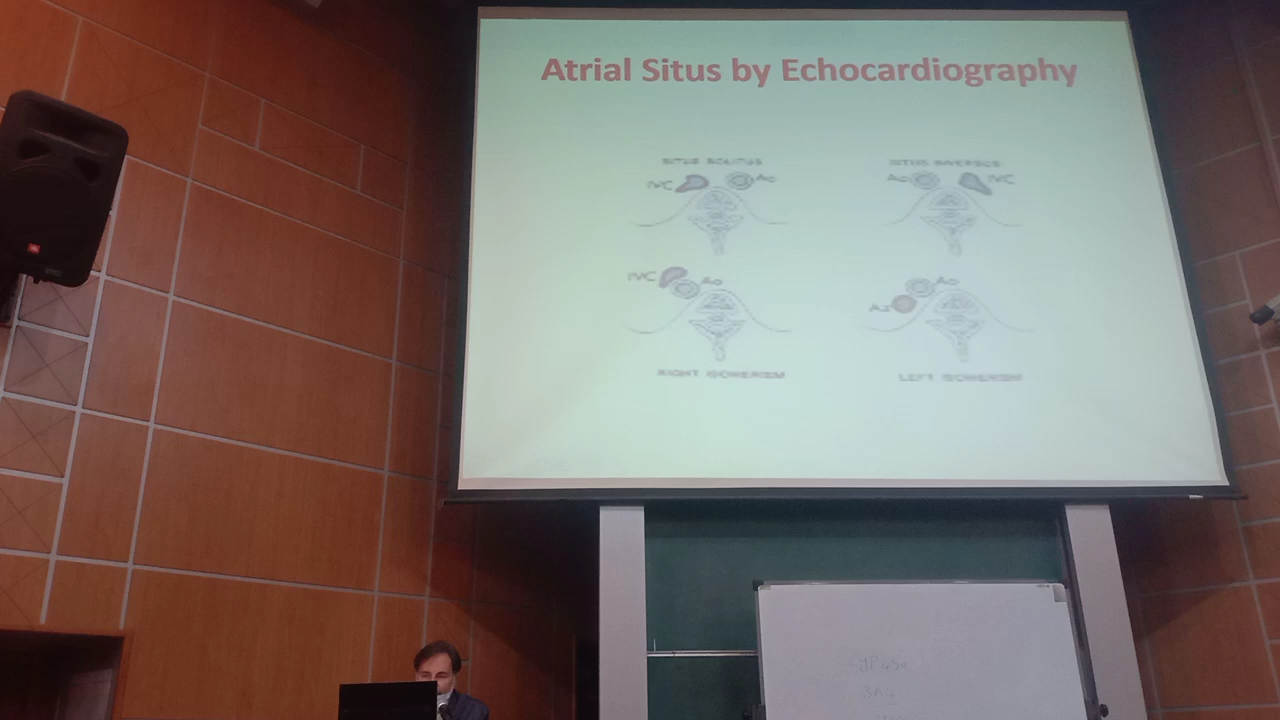 Atrial Situs by Echocardiography
SITUS SOLITUS
SITUS INVERSUS
IVC Ao
Ao IVC
IVC Ao
Ao
Az
RIGHT ISOMERISM
LEFT ISOMERISM